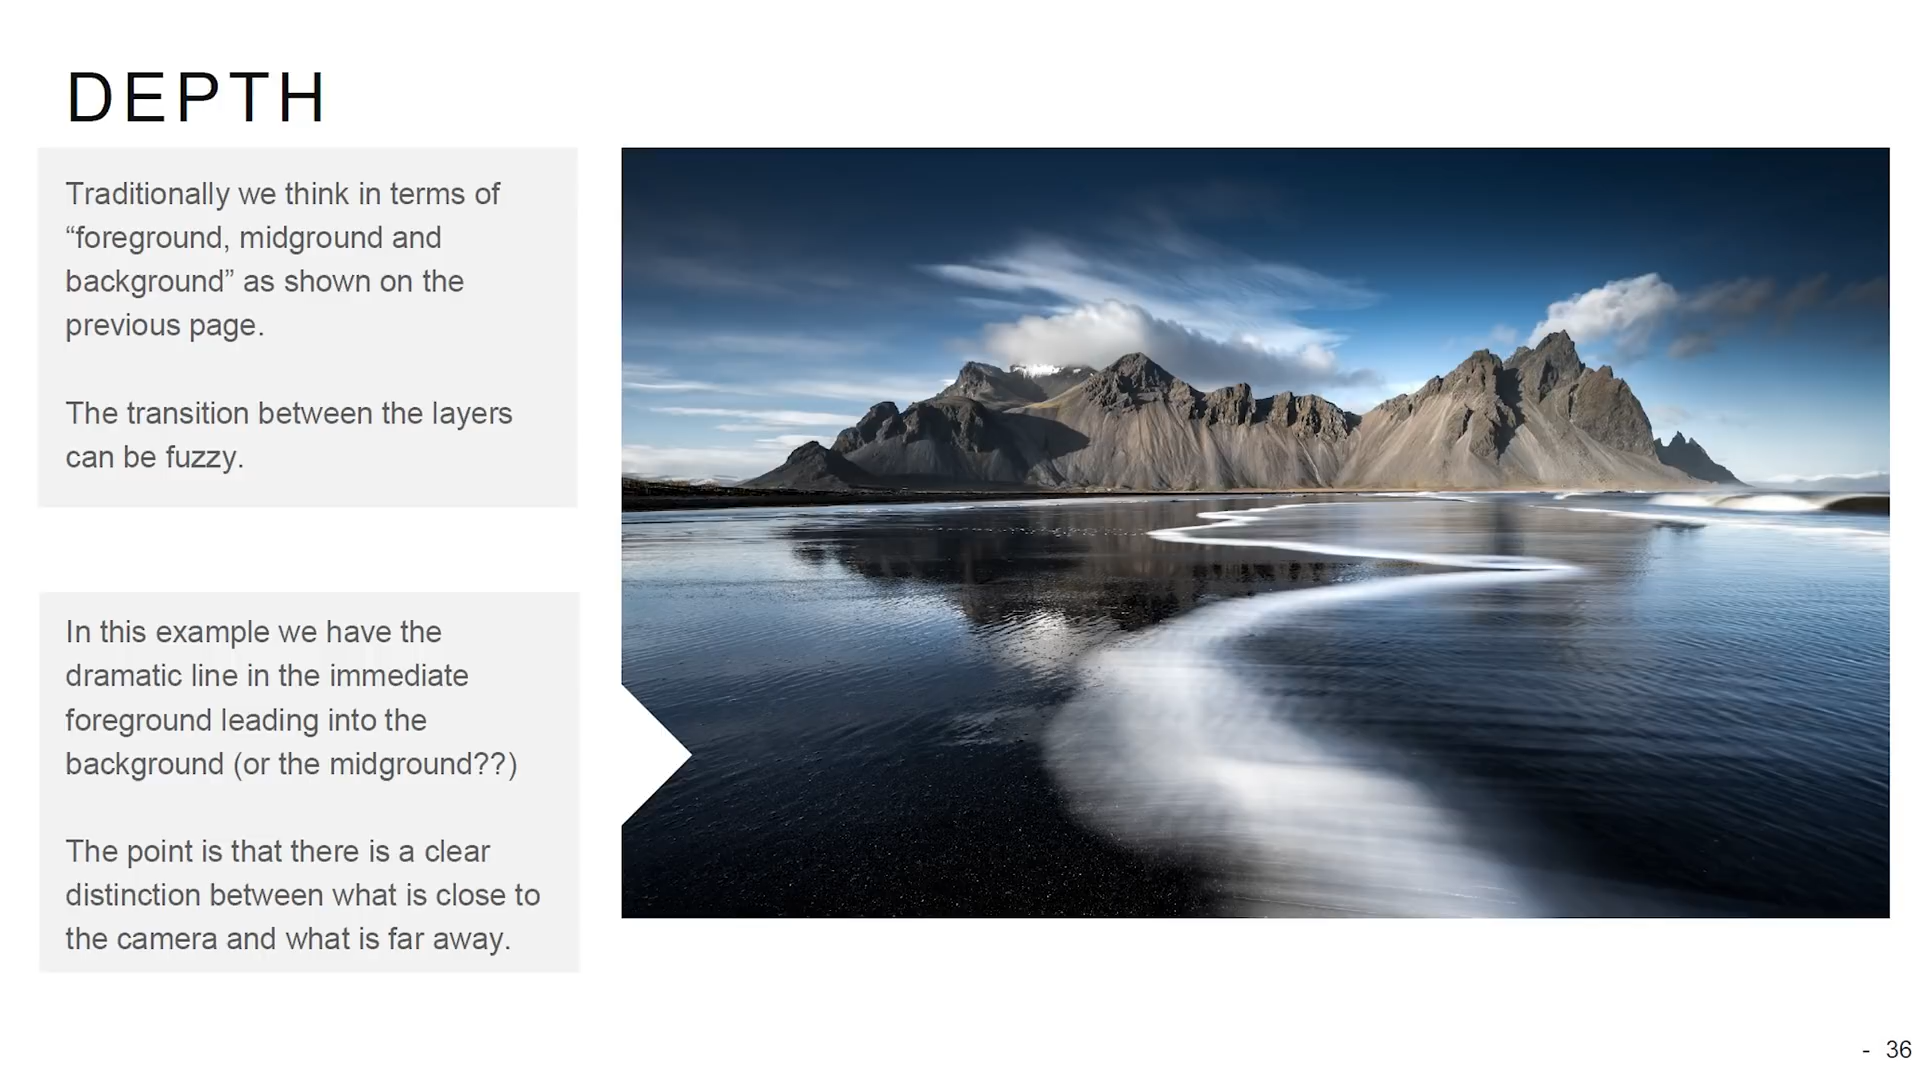 DEPTH
Traditionally we think in terms of
“foreground, midground and
background” as shown on the
previous page.
The transition between the layers
can be fuzzy.
In this example we have the
dramatic line in the immediate
foreground leading into the
background (or the midground??)
The point is that there is a clear
distinction between what is close to
the camera and what is far away.
- 36